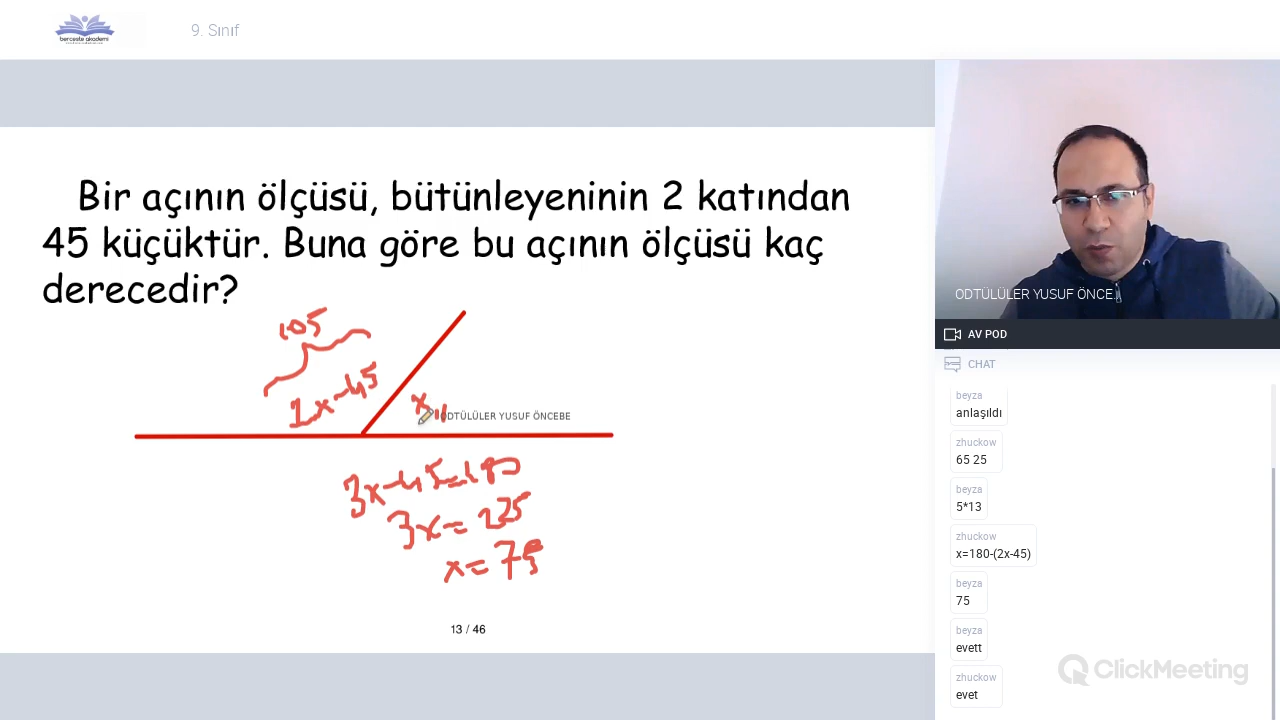 berceste akademi
9. Sınıf
Bir açının ölçüsü, bütünleyeninin 2 katından
45 küçüktür. Buna göre bu açının ölçüsü kaç
derecedir?
105
2x-45
x
ODTÜLÜLER YUSUF ÖNCEBE
3x-45=180
3x=225
x=75
13 / 46
ODTÜLÜLER YUSUF ÖNCE...
AV POD
CHAT
beyza
anlaşıldı
zhuckow
65 25
beyza
5*13
zhuckow
x=180-(2x-45)
beyza
75
beyza
evett
zhuckow
evet
ClickMeeting